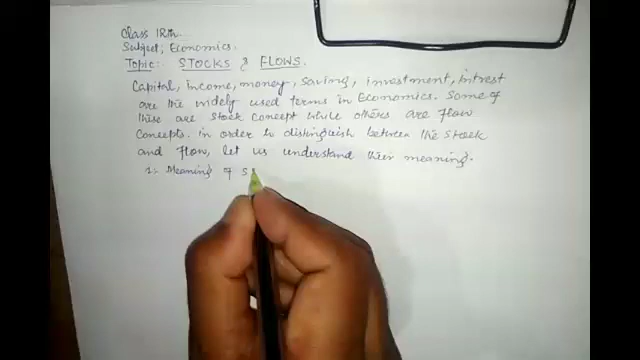 Class 12th.
Subject; Economics.
Topic:- STOCKS & FLOWS.
Capital, income, money, saving, investment, intrest
are the widely used terms in Economics. Some of
these are stock concept while others are flow
concepts. in order to distinguish between the stock
and flow, let us understand their meaning.
1:- Meaning of S